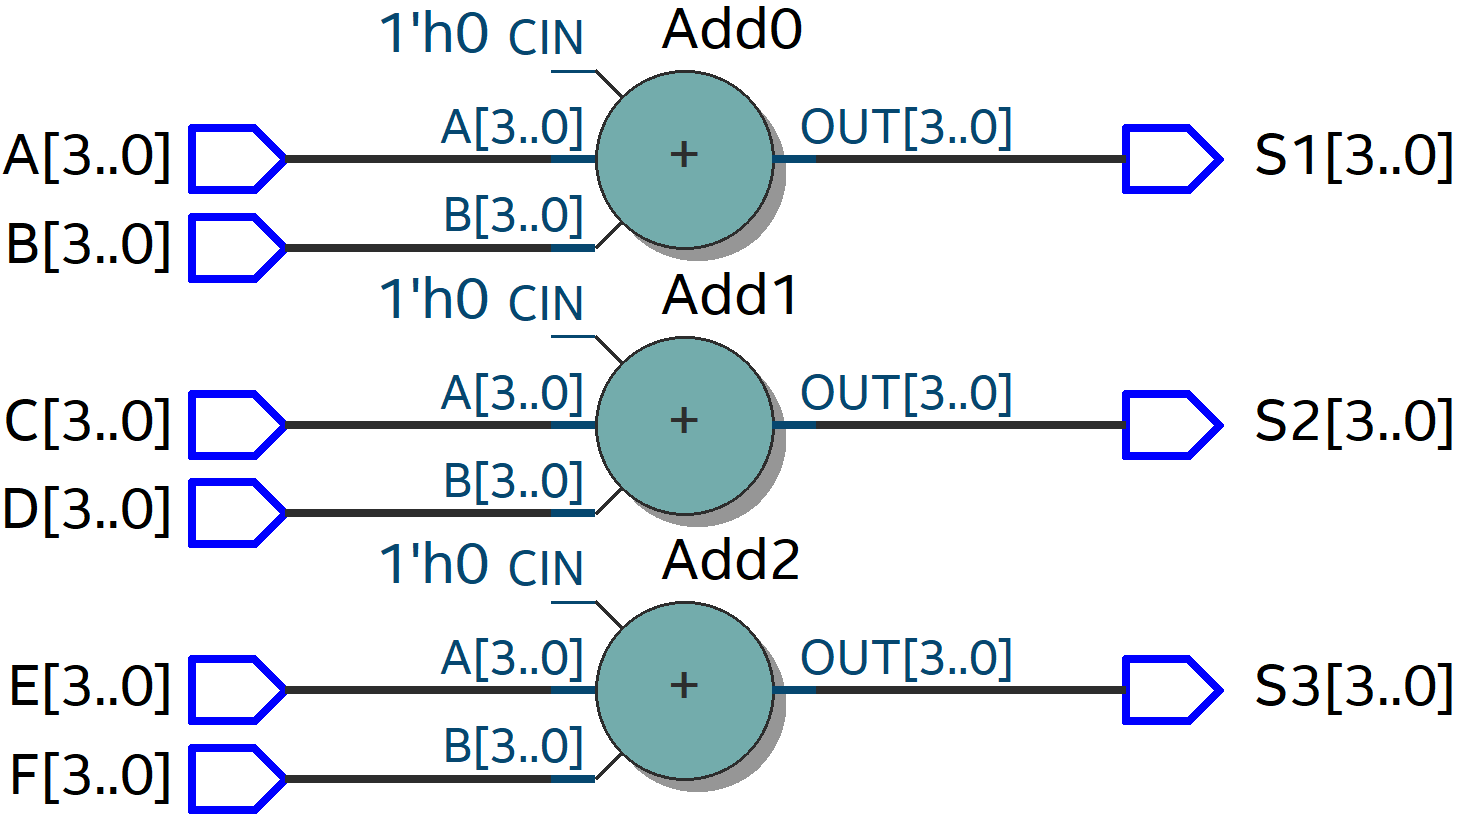 1'h0 CIN Add0
A[3..0] A[3..0] + OUT[3..0] S1[3..0]
B[3..0] B[3..0]
1'h0 CIN Add1
C[3..0] A[3..0] + OUT[3..0] S2[3..0]
D[3..0] B[3..0]
1'h0 CIN Add2
E[3..0] A[3..0] + OUT[3..0] S3[3..0]
F[3..0] B[3..0]